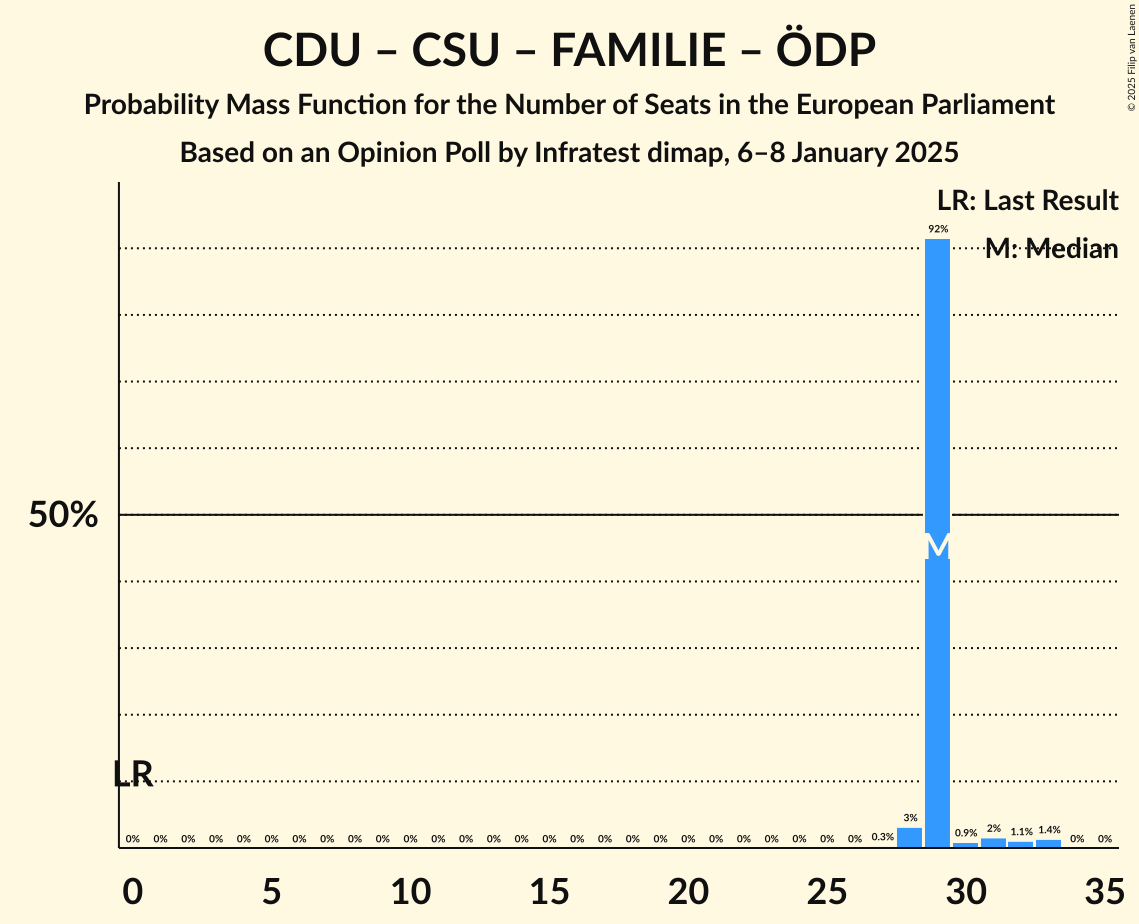 CDU – CSU – FAMILIE – ÖDP
Probability Mass Function for the Number of Seats in the European Parliament
Based on an Opinion Poll by Infratest dimap, 6–8 January 2025
© 2025 Filip van Laenen
LR: Last Result
M: Median
92%
50%
M
LR
0% 0% 0% 0% 0% 0% 0% 0% 0% 0% 0% 0% 0% 0% 0% 0% 0% 0% 0% 0% 0% 0% 0% 0% 0% 0% 0% 0.3% 3% 0.9% 2% 1.1% 1.4% 0% 0%
0 5 10 15 20 25 30 35